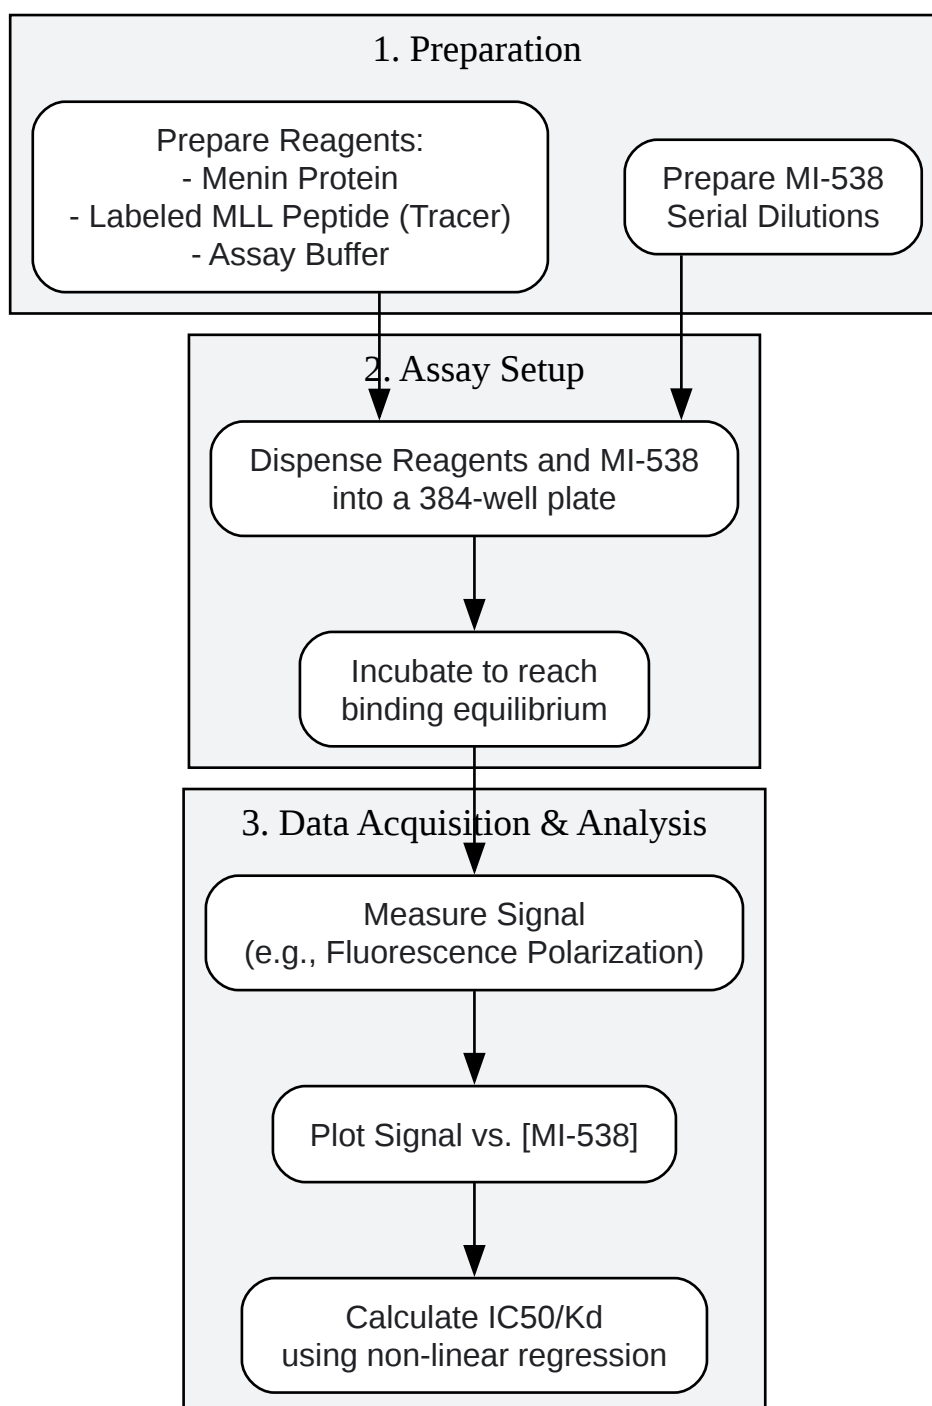 1. Preparation
Prepare Reagents:
- Menin Protein
- Labeled MLL Peptide (Tracer)
- Assay Buffer
Prepare MI-538
Serial Dilutions
2. Assay Setup
Dispense Reagents and MI-538
into a 384-well plate
Incubate to reach
binding equilibrium
3. Data Acquisition & Analysis
Measure Signal
(e.g., Fluorescence Polarization)
Plot Signal vs. [MI-538]
Calculate IC50/Kd
using non-linear regression